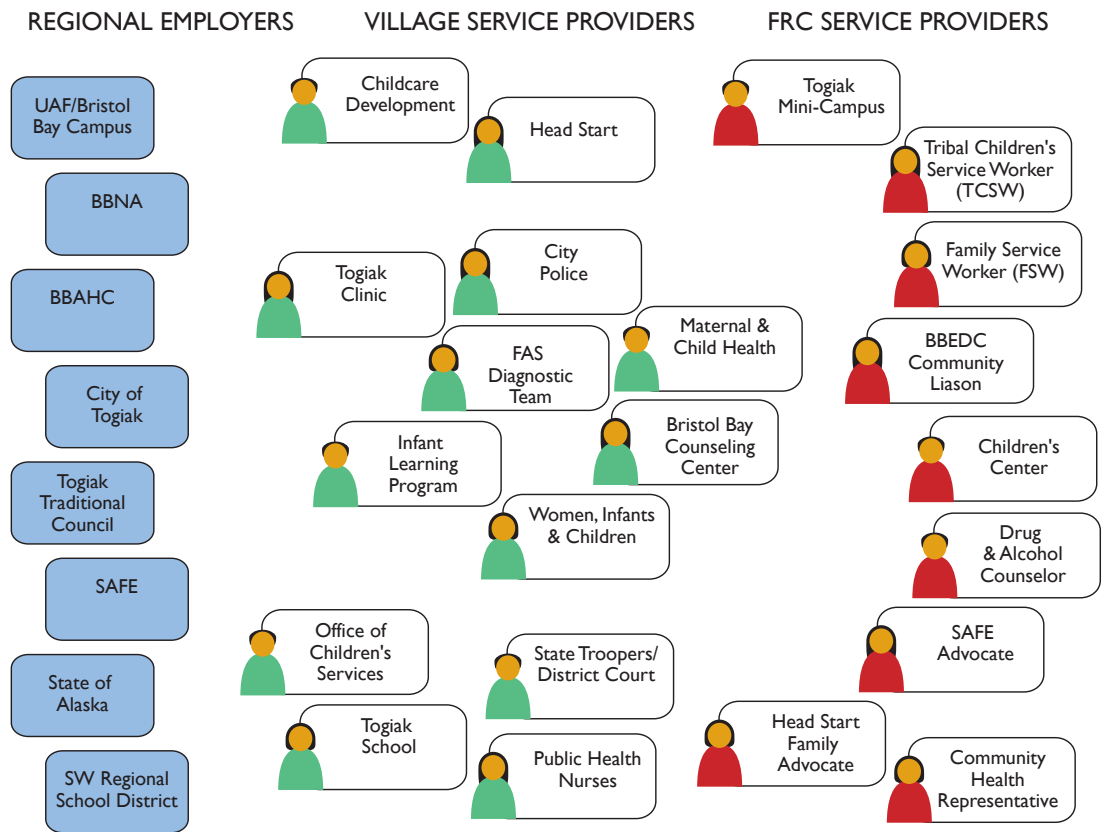 REGIONAL EMPLOYERS
VILLAGE SERVICE PROVIDERS
FRC SERVICE PROVIDERS
UAF/Bristol
Bay Campus
BBNA
BBAHC
City of
Togiak
Togiak
Traditional
Council
SAFE
State of
Alaska
SW Regional
School District
Childcare
Development
Head Start
City
Police
Togiak
Clinic
Maternal &
Child Health
FAS
Diagnostic
Team
Bristol Bay
Counseling
Center
Infant
Learning
Program
Women, Infants
& Children
Office of
Children's
Services
State Troopers/
District Court
Togiak
School
Public Health
Nurses
Togiak
Mini-Campus
Tribal Children's
Service Worker
(TCSW)
Family Service
Worker (FSW)
BBEDC
Community
Liason
Children's
Center
Drug
& Alcohol
Counselor
SAFE
Advocate
Head Start
Family
Advocate
Community
Health
Representative